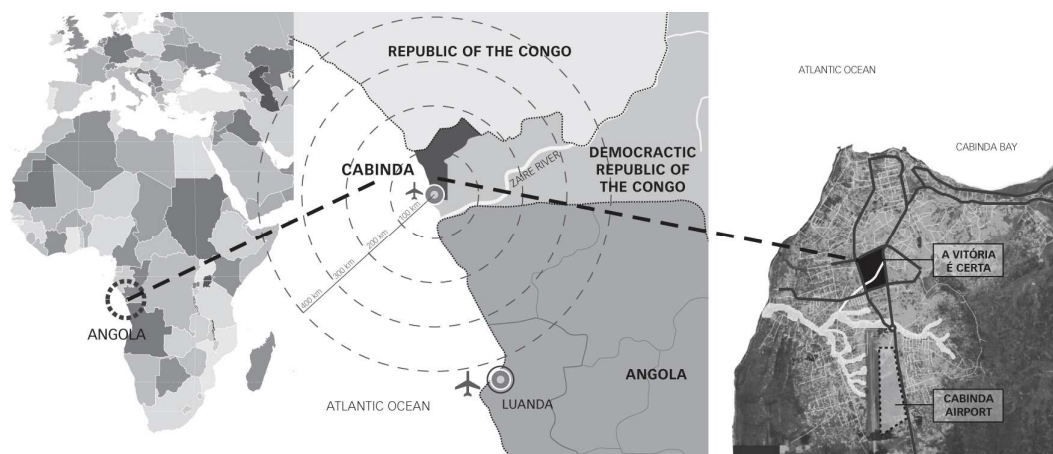 ANGOLA
REPUBLIC OF THE CONGO
CABINDA
ZAIRE RIVER
DEMOCRACTIC
REPUBLIC OF
THE CONGO
100 km
200 km
300 km
400 km
ANGOLA
ATLANTIC OCEAN
LUANDA
ATLANTIC OCEAN
CABINDA BAY
A VITÓRIA
É CERTA
CABINDA
AIRPORT